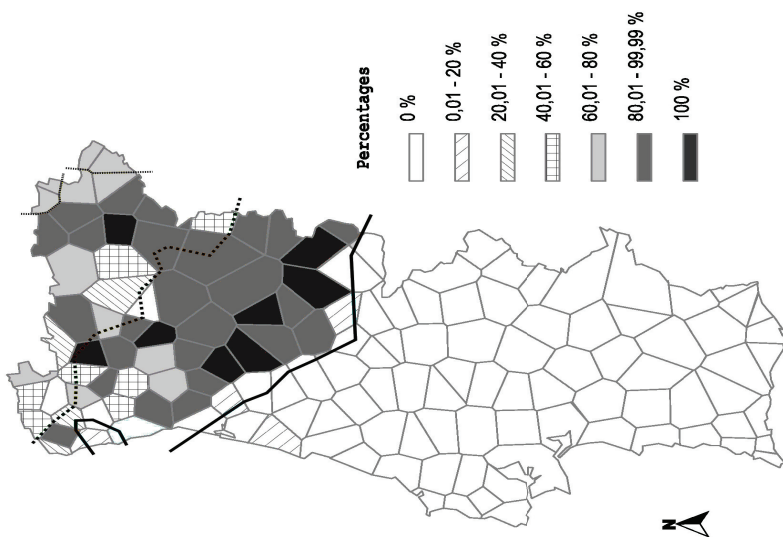 Percentages
0 %
0,01 - 20 %
20,01 - 40 %
40,01 - 60 %
60,01 - 80 %
80,01 - 99,99 %
100 %
N